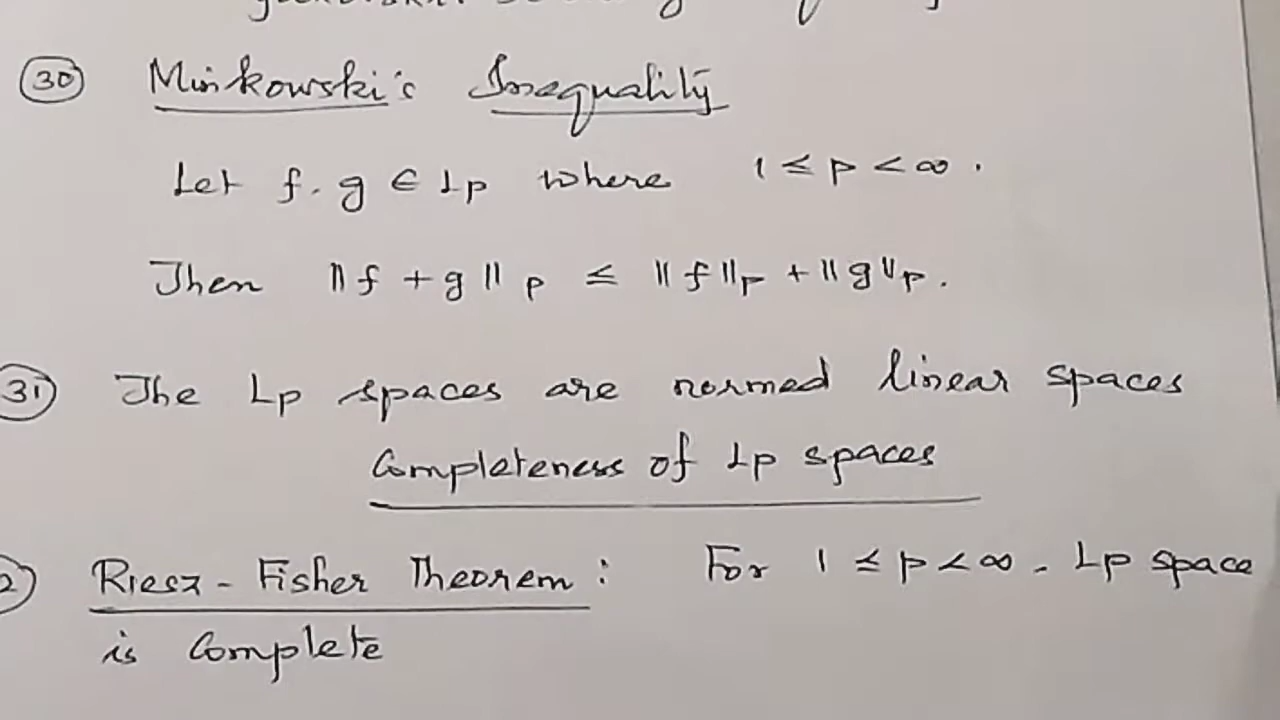 30 Minkowski's Inequality
Let f, g ∈ Lp where 1 ≤ p < ∞.
Then ‖f + g‖p ≤ ‖f‖p + ‖g‖p.
31 The Lp spaces are normed linear spaces
Completeness of Lp spaces
2 Riesz - Fisher Theorem : For 1 ≤ p < ∞ - Lp space
is complete